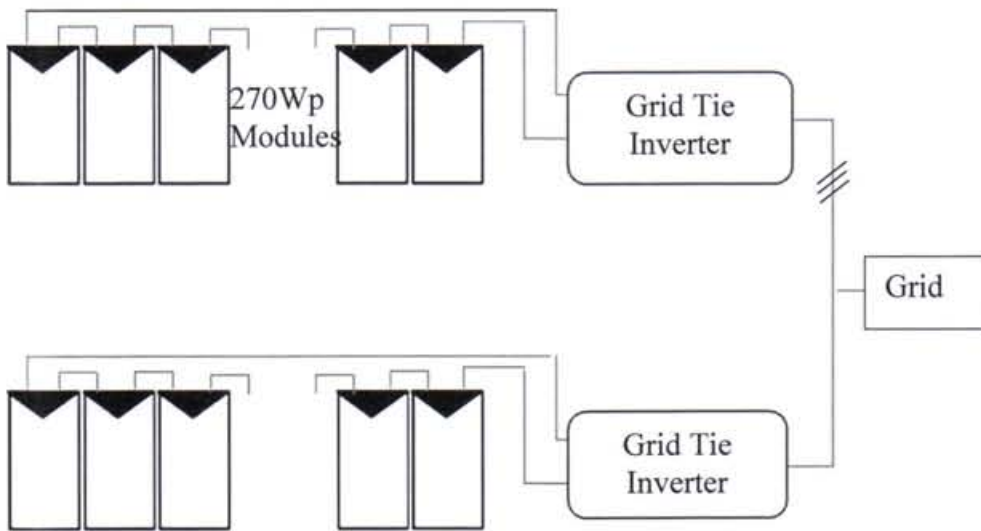 270Wp
Modules
Grid Tie
Inverter
Grid
Grid Tie
Inverter